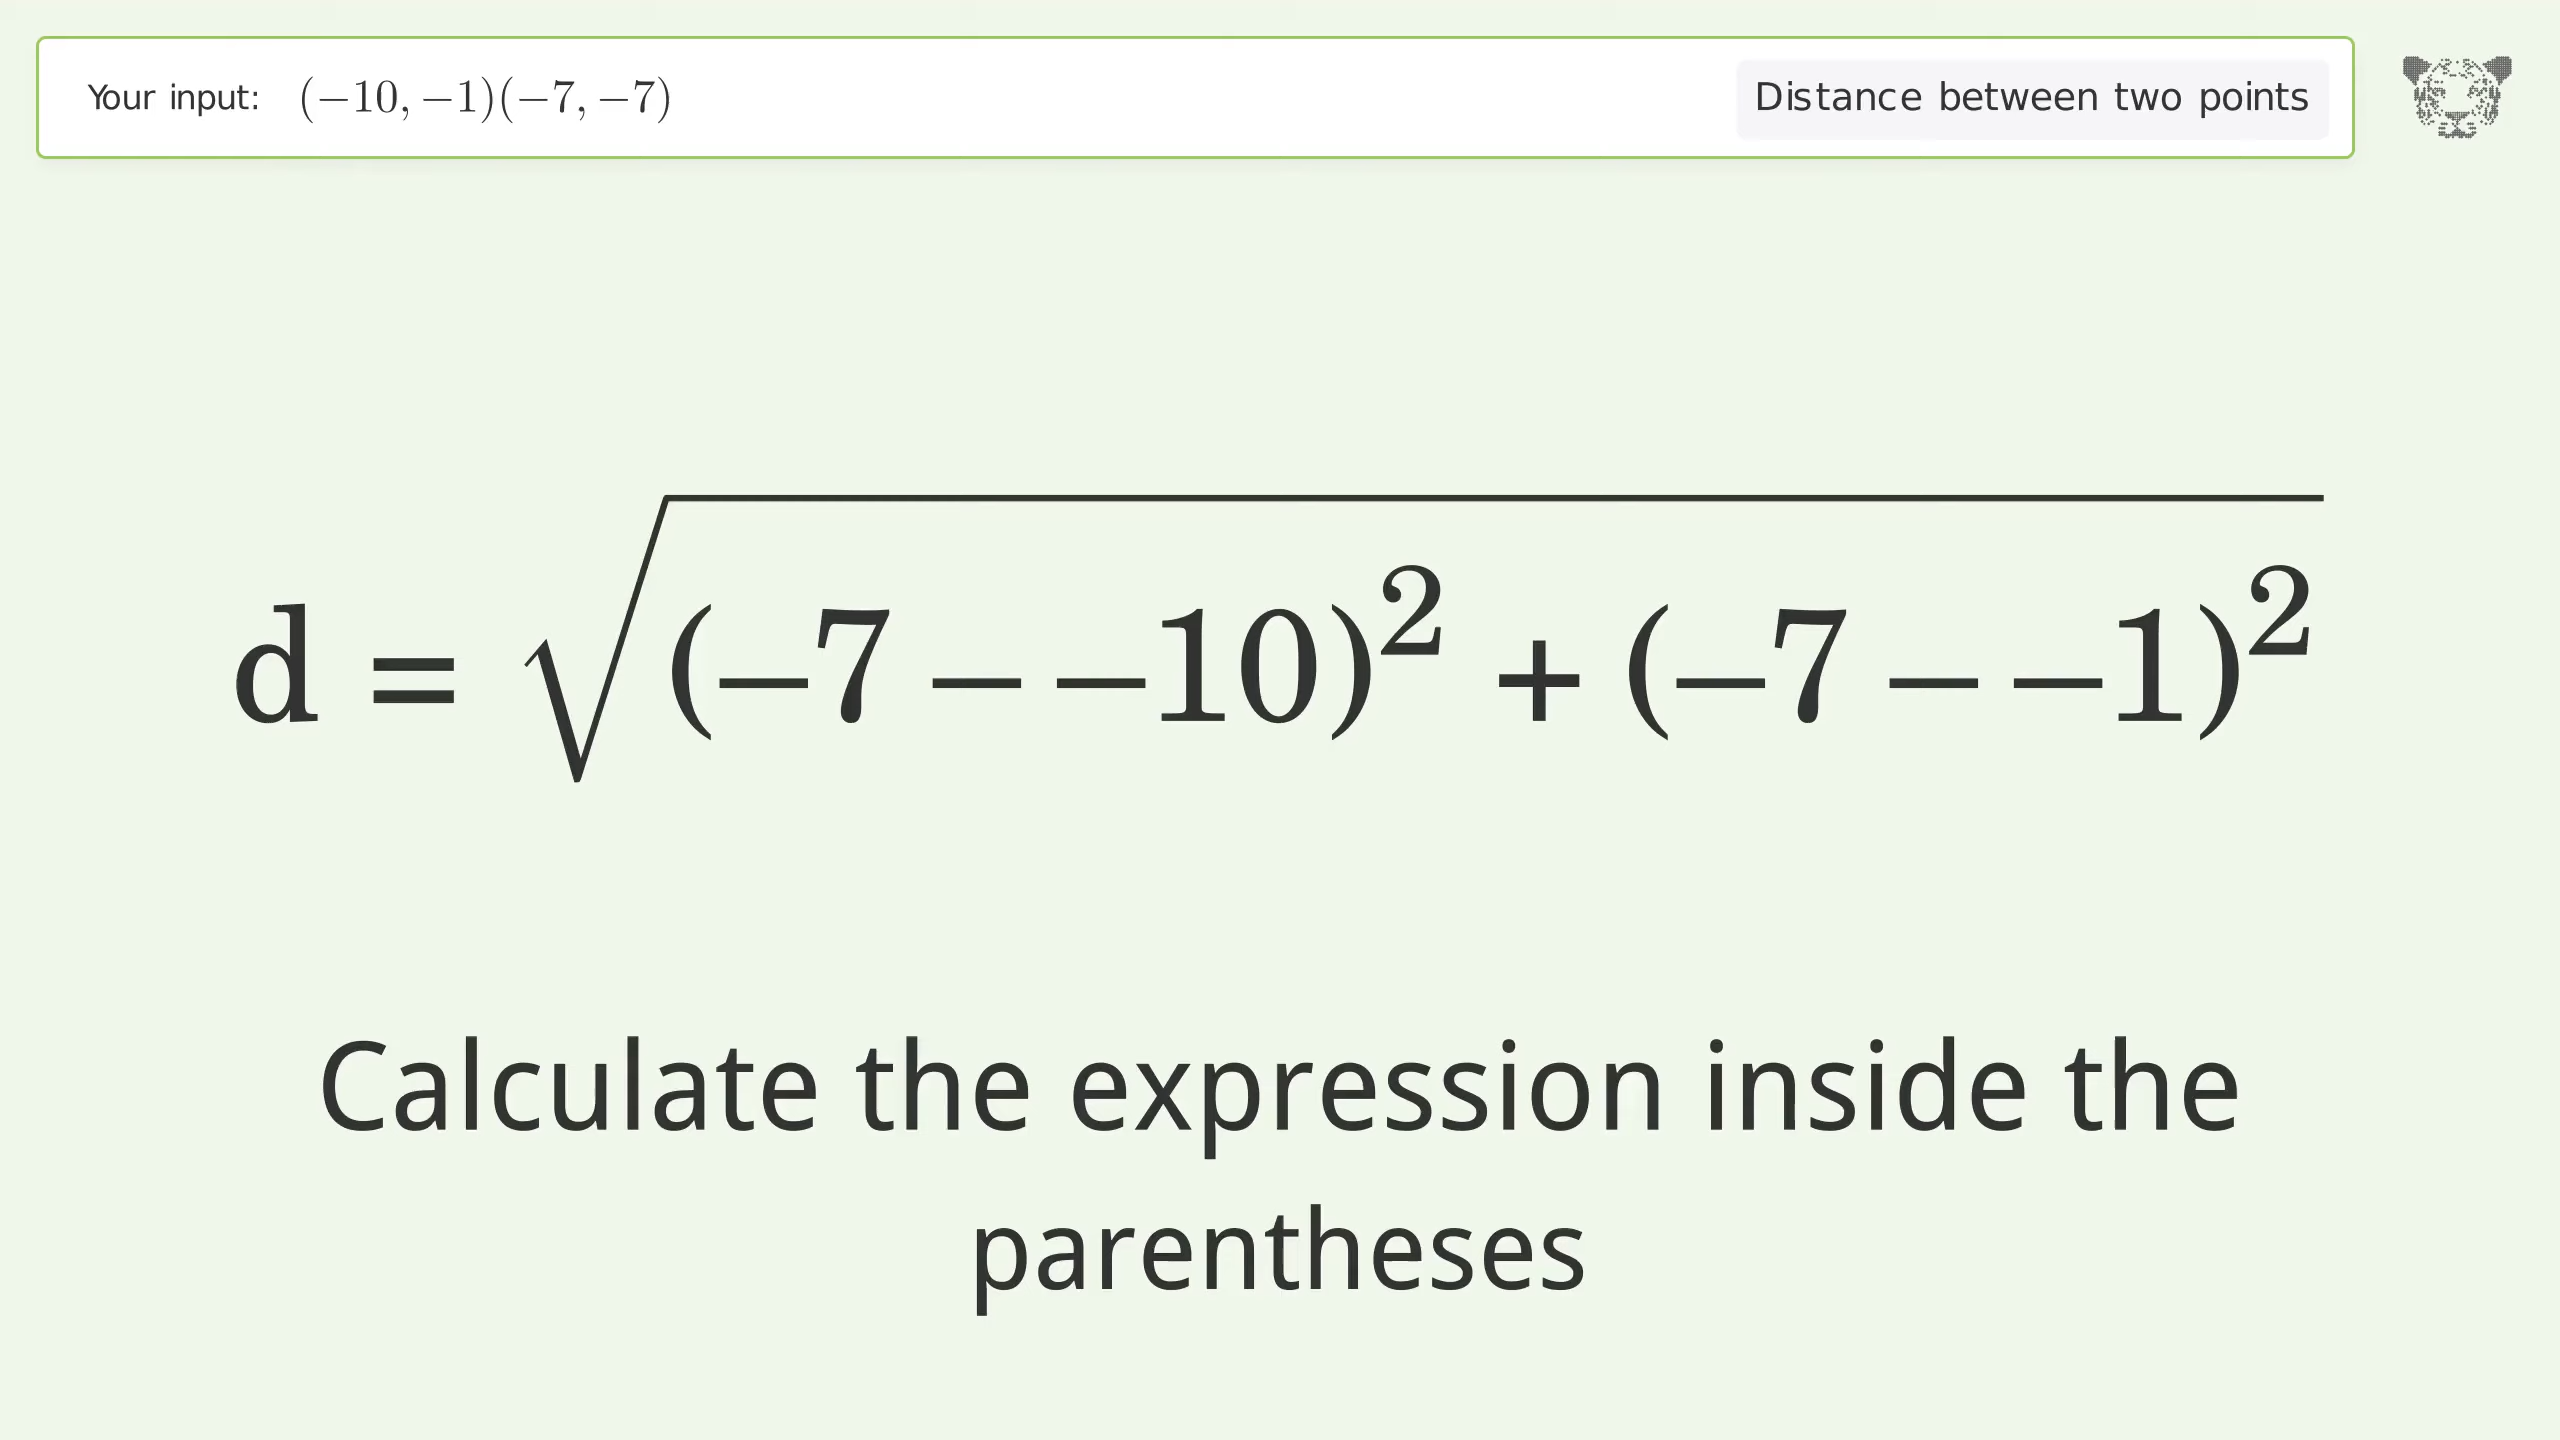 Your input: (−10, −1)(−7, −7)
Distance between two points
d = √(−7 − −10)² + (−7 − −1)²
Calculate the expression inside the
parentheses